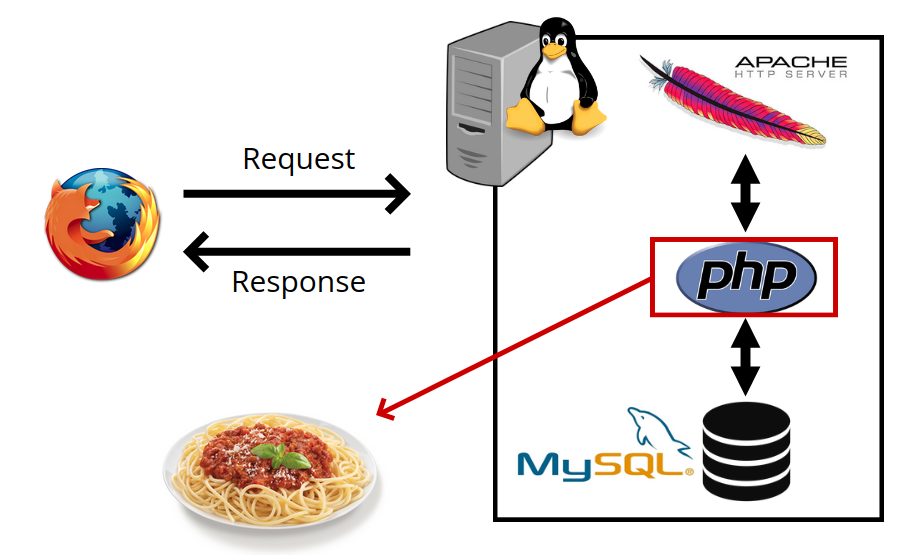 APACHE
HTTP SERVER
Request
Response
php
MySQL®